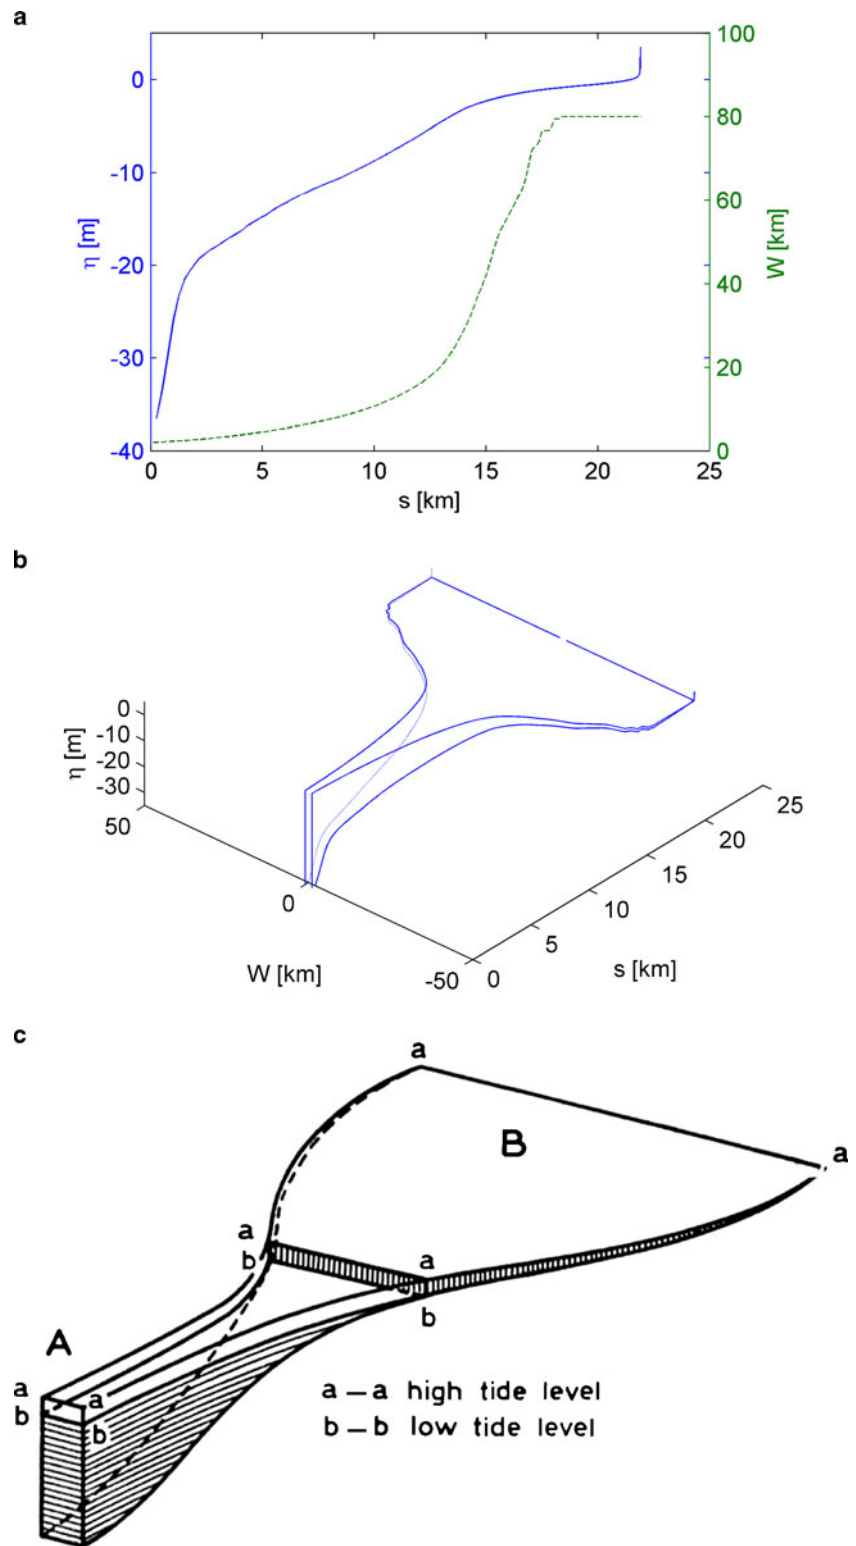 a
100
0
80
-10
60
η [m]
W [km]
-20
40
-30
20
-40
0
0
5
10
15
20
25
s [km]
b
0
-10
-20
-30
η [m]
50
0
-50
W [km]
0
5
10
15
20
25
s [km]
c
a
B
a
a
b
a
b
A
a
a
b
b
a – a high tide level
b – b low tide level